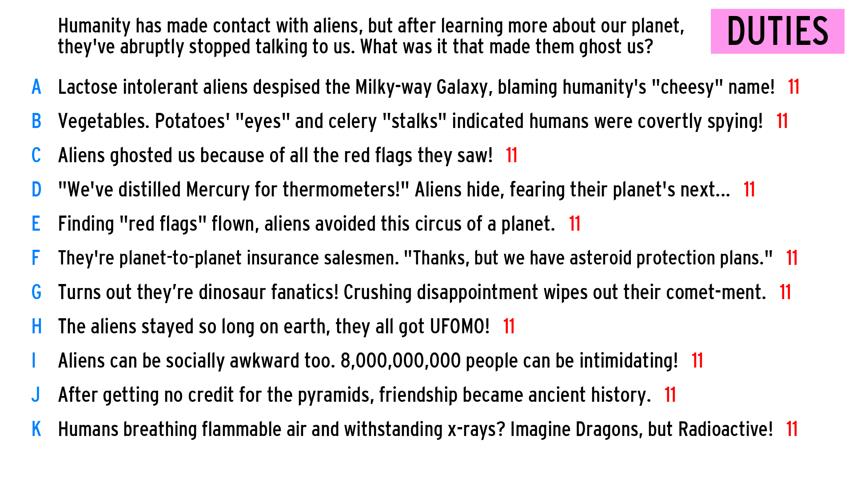 Humanity has made contact with aliens, but after learning more about our planet,
they've abruptly stopped talking to us. What was it that made them ghost us?
DUTIES
A Lactose intolerant aliens despised the Milky-way Galaxy, blaming humanity's "cheesy" name! 11
B Vegetables. Potatoes' "eyes" and celery "stalks" indicated humans were covertly spying! 11
C Aliens ghosted us because of all the red flags they saw! 11
D "We've distilled Mercury for thermometers!" Aliens hide, fearing their planet's next... 11
E Finding "red flags" flown, aliens avoided this circus of a planet. 11
F They're planet-to-planet insurance salesmen. "Thanks, but we have asteroid protection plans." 11
G Turns out they’re dinosaur fanatics! Crushing disappointment wipes out their comet-ment. 11
H The aliens stayed so long on earth, they all got UFOMO! 11
I Aliens can be socially awkward too. 8,000,000,000 people can be intimidating! 11
J After getting no credit for the pyramids, friendship became ancient history. 11
K Humans breathing flammable air and withstanding x-rays? Imagine Dragons, but Radioactive! 11